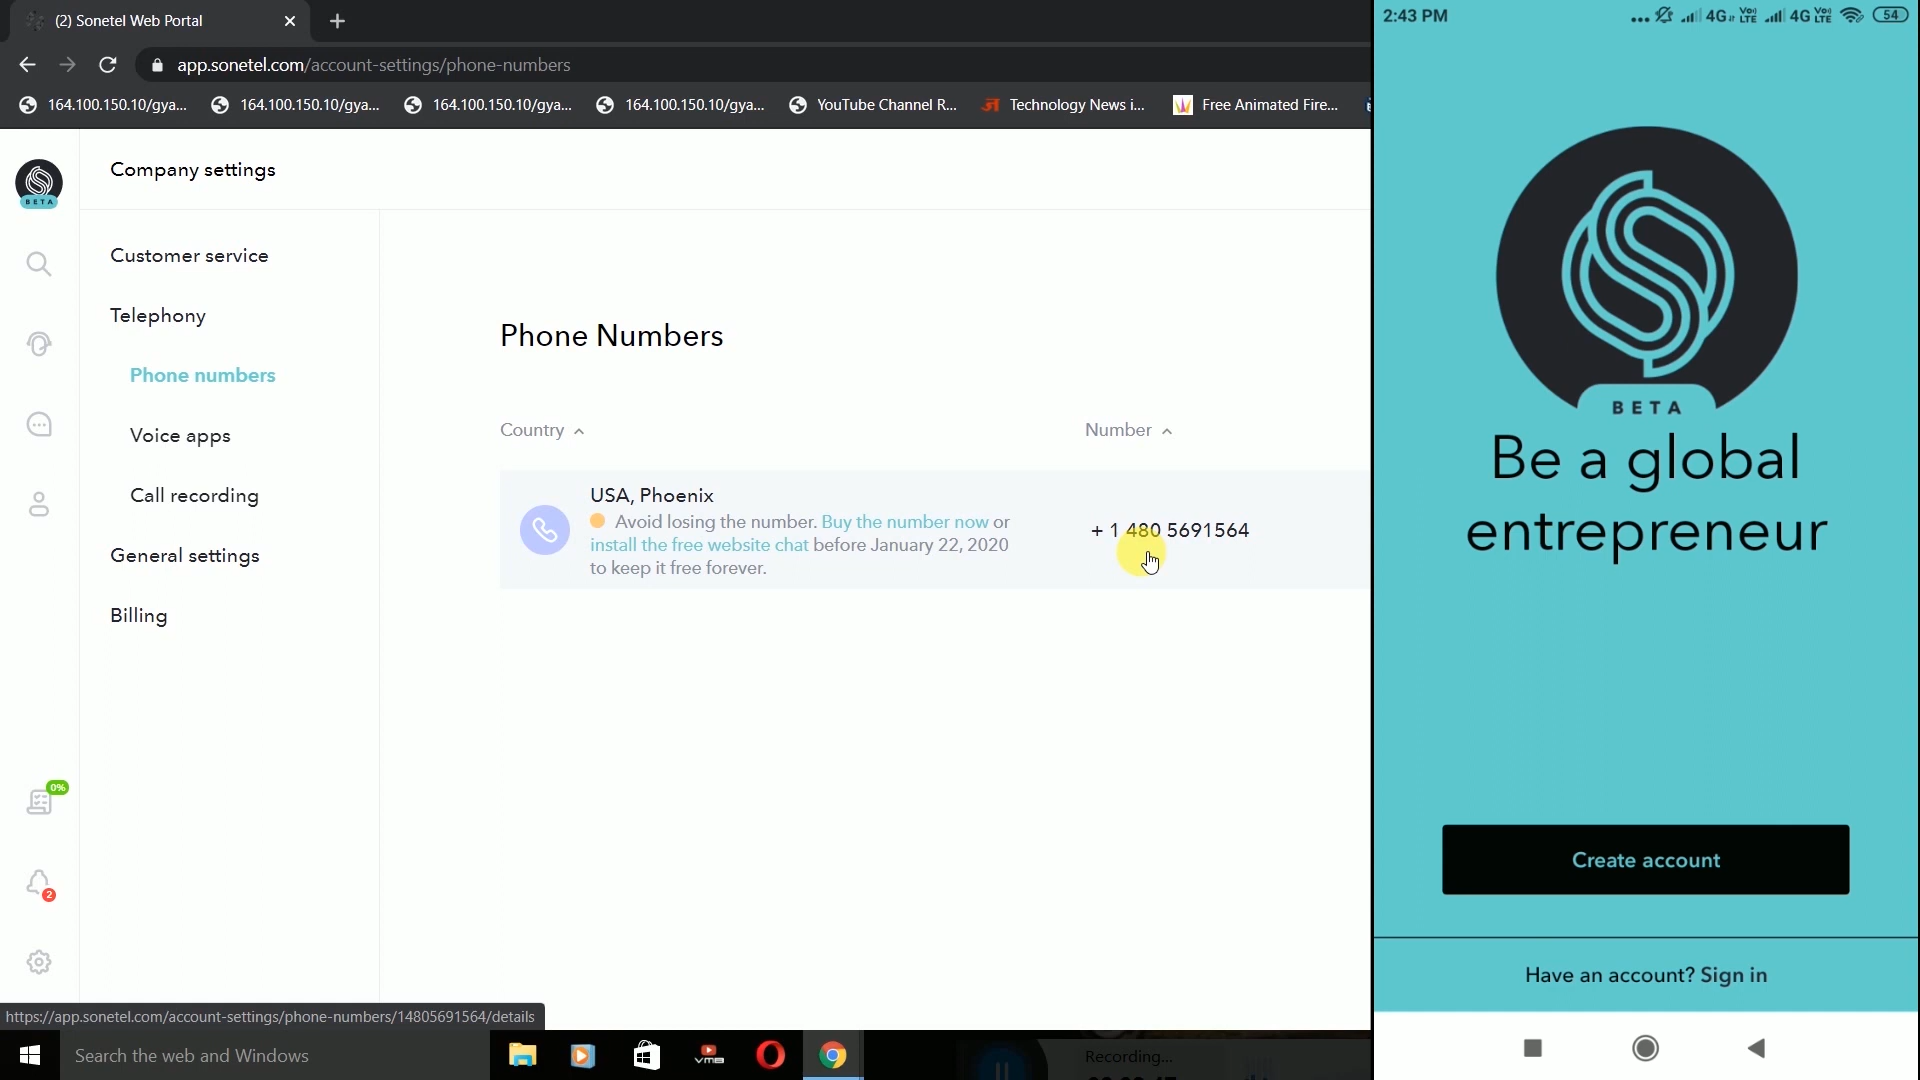 (2) Sonetel Web Portal
app.sonetel.com/account-settings/phone-numbers
164.100.150.10/gya...
164.100.150.10/gya...
164.100.150.10/gya...
164.100.150.10/gya...
YouTube Channel R...
Technology News i...
Free Animated Fire...
BETA
Company settings
Customer service
Telephony
Phone numbers
Voice apps
Call recording
General settings
Billing
0%
2
Phone Numbers
Country
Number
USA, Phoenix
Avoid losing the number. Buy the number now or
install the free website chat before January 22, 2020
to keep it free forever.
+ 1 480 5691564
https://app.sonetel.com/account-settings/phone-numbers/14805691564/details
Search the web and Windows
Recording...
2:43 PM
4G
VoLTE
4G
VoLTE
54
BETA
Be a global
entrepreneur
Create account
Have an account? Sign in